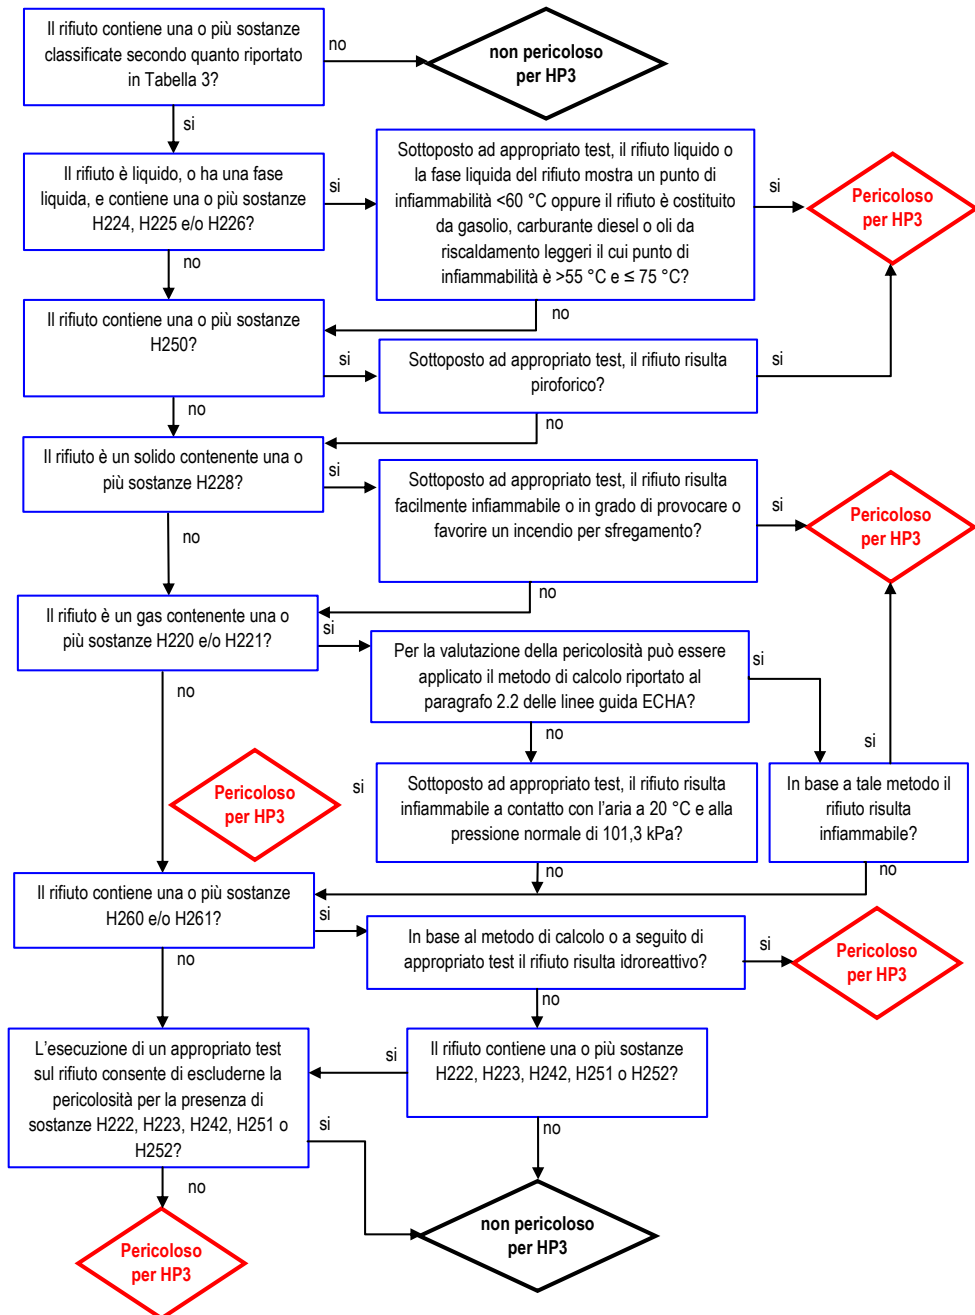 Il rifiuto contiene una o più sostanze
classificate secondo quanto riportato
in Tabella 3?
no
non pericoloso
per HP3
si
Il rifiuto è liquido, o ha una fase
liquida, e contiene una o più sostanze
H224, H225 e/o H226?
si
Sottoposto ad appropriato test, il rifiuto liquido o
la fase liquida del rifiuto mostra un punto di
infiammabilità <60 °C oppure il rifiuto è costituito
da gasolio, carburante diesel o oli da
riscaldamento leggeri il cui punto di
infiammabilità è >55 °C e ≤ 75 °C?
si
Pericoloso
per HP3
no
no
Il rifiuto contiene una o più sostanze
H250?
si
Sottoposto ad appropriato test, il rifiuto risulta
piroforico?
si
no
no
Il rifiuto è un solido contenente una o
più sostanze H228?
si
Sottoposto ad appropriato test, il rifiuto risulta
facilmente infiammabile o in grado di provocare o
favorire un incendio per sfregamento?
si
Pericoloso
per HP3
no
no
Il rifiuto è un gas contenente una o
più sostanze H220 e/o H221?
si
Per la valutazione della pericolosità può essere
applicato il metodo di calcolo riportato al
paragrafo 2.2 delle linee guida ECHA?
si
no
no
si
Pericoloso
per HP3
si
Sottoposto ad appropriato test, il rifiuto risulta
infiammabile a contatto con l'aria a 20 °C e alla
pressione normale di 101,3 kPa?
In base a tale metodo il
rifiuto risulta
infiammabile?
no
no
Il rifiuto contiene una o più sostanze
H260 e/o H261?
si
In base al metodo di calcolo o a seguito di
appropriato test il rifiuto risulta idroreattivo?
si
Pericoloso
per HP3
no
no
L'esecuzione di un appropriato test
sul rifiuto consente di escluderne la
pericolosità per la presenza di
sostanze H222, H223, H242, H251 o
H252?
si
Il rifiuto contiene una o più sostanze
H222, H223, H242, H251 o H252?
si
no
no
Pericoloso
per HP3
non pericoloso
per HP3